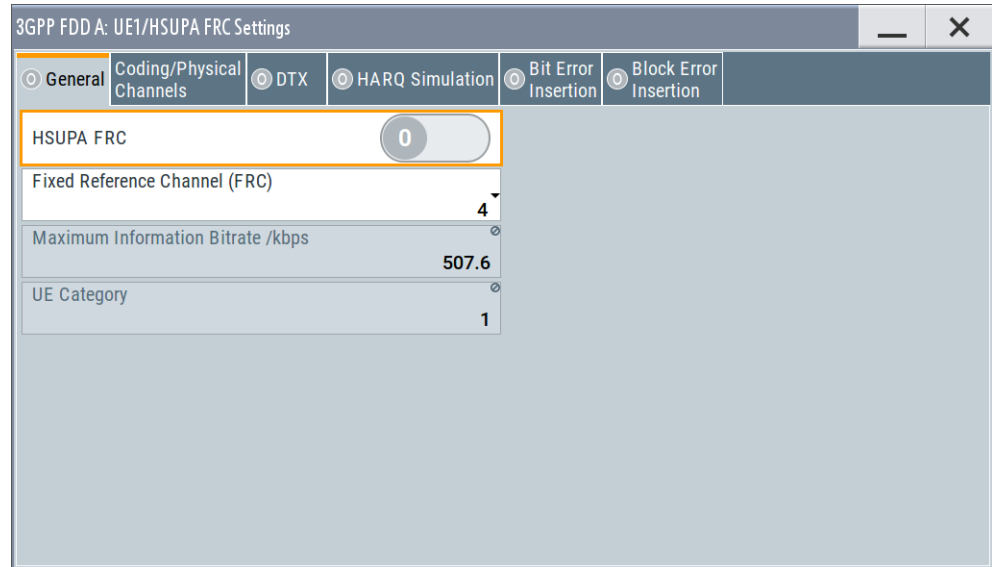 3GPP FDD A: UE1/HSUPA FRC Settings
General
Coding/Physical
Channels
DTX
HARQ Simulation
Bit Error
Insertion
Block Error
Insertion
HSUPA FRC
0
Fixed Reference Channel (FRC)
4
Maximum Information Bitrate /kbps
507.6
UE Category
1